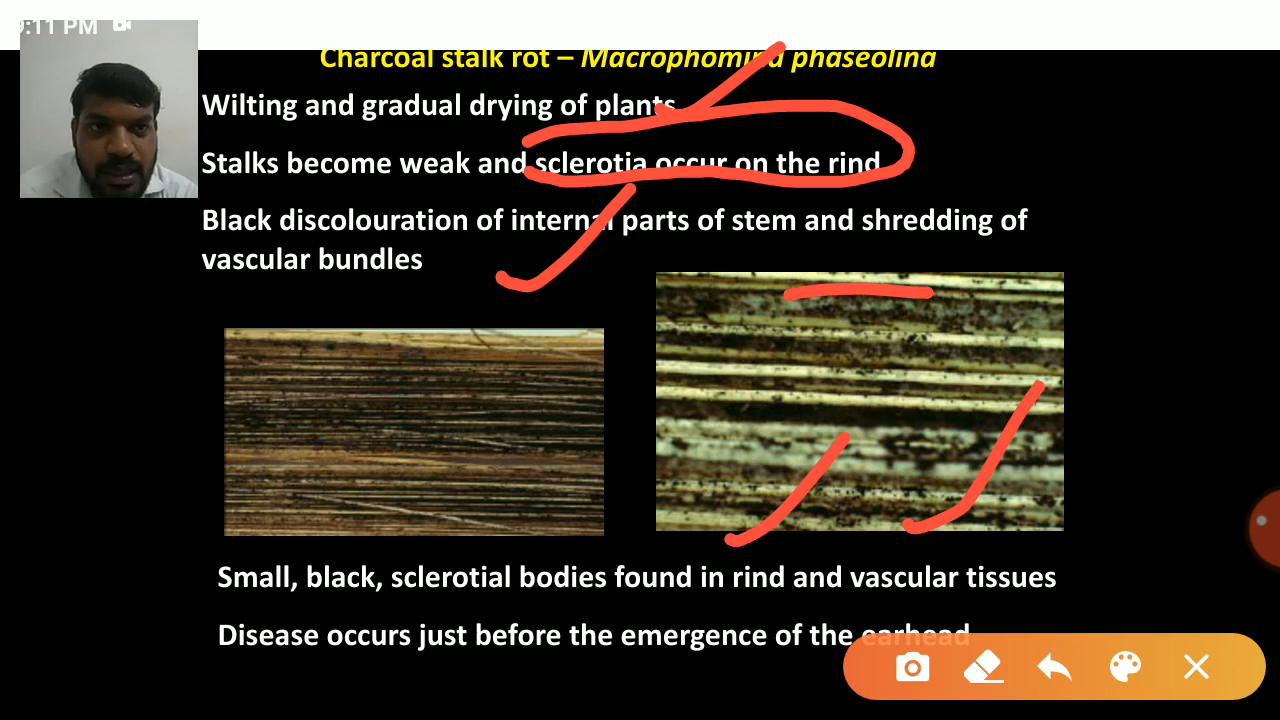 9:11 PM
Charcoal stalk rot – Macrophomina phaseolina
Wilting and gradual drying of plants
Stalks become weak and sclerotia occur on the rind
Black discolouration of internal parts of stem and shredding of
vascular bundles
Small, black, sclerotial bodies found in rind and vascular tissues
Disease occurs just before the emergence of the earhead